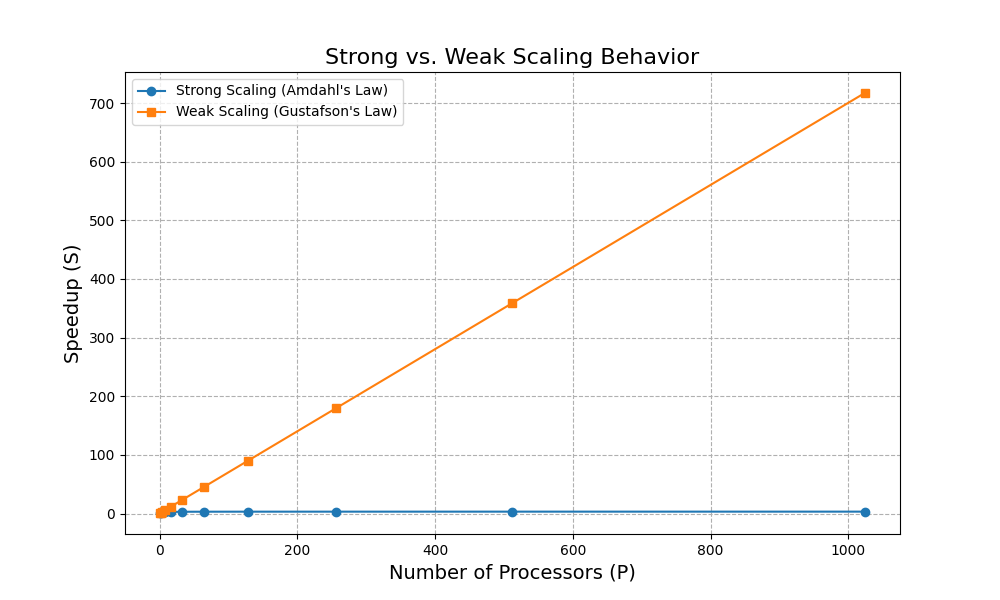 Strong vs. Weak Scaling Behavior
Strong Scaling (Amdahl's Law)
Weak Scaling (Gustafson's Law)
Speedup (S)
700
600
500
400
300
200
100
0
0 200 400 600 800 1000
Number of Processors (P)